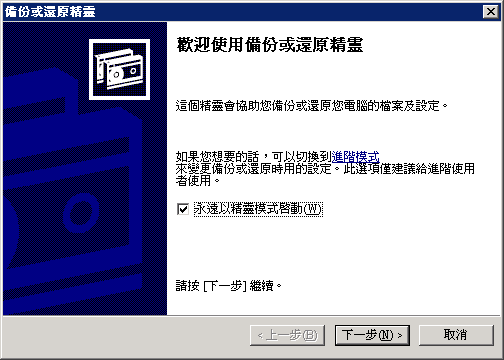 備份或還原精靈
歡迎使用備份或還原精靈
這個精靈會協助您備份或還原您電腦的檔案及設定。
如果您想要的話，可以切換到進階模式
來變更備份或還原時用的設定。此選項僅建議給進階使用
者使用。
永遠以精靈模式啟動(W)
請按 [下一步] 繼續。
< 上一步(B)
下一步(N) >
取消